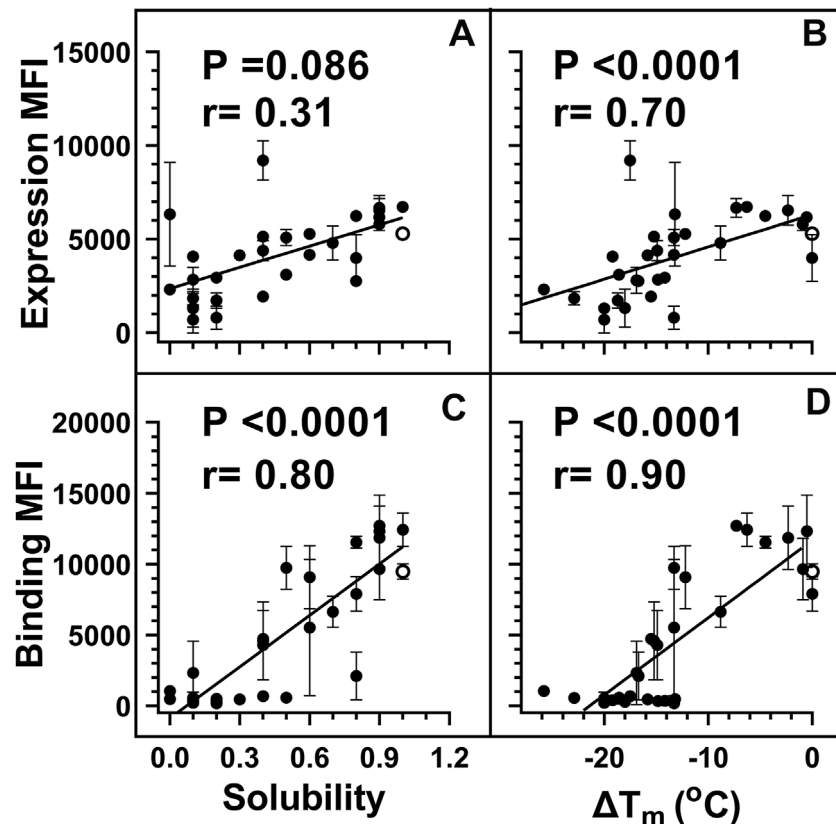 A
P =0.086
r= 0.31
B
P <0.0001
r= 0.70
Expression MFI
15000
10000
5000
0
C
P <0.0001
r= 0.80
D
P <0.0001
r= 0.90
Binding MFI
20000
15000
10000
5000
0
0.0 0.3 0.6 0.9 1.2
-20 -10 0
Solubility
ΔTm (oC)